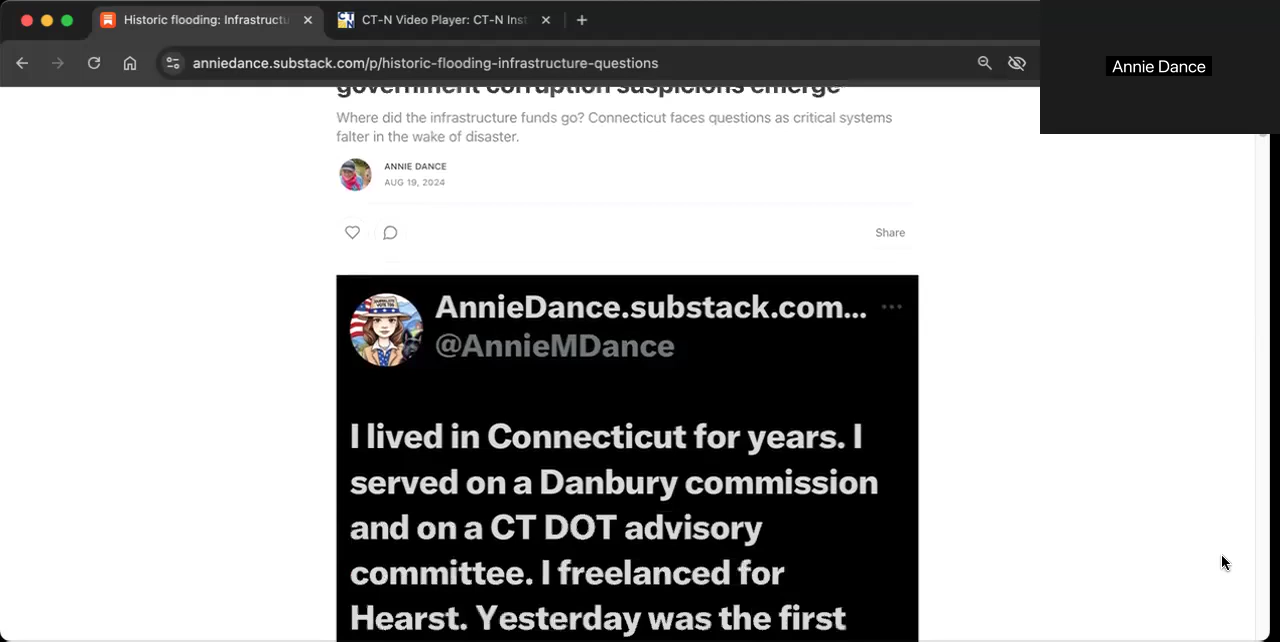 Historic flooding: Infrastructu
CT-N Video Player: CT-N Inst
anniedance.substack.com/p/historic-flooding-infrastructure-questions
Annie Dance
government corruption suspicions emerge
Where did the infrastructure funds go? Connecticut faces questions as critical systems
falter in the wake of disaster.
ANNIE DANCE
AUG 19, 2024
Share
AnnieDance.substack.com...
@AnnieMDance
I lived in Connecticut for years. I
served on a Danbury commission
and on a CT DOT advisory
committee. I freelanced for
Hearst. Yesterday was the first